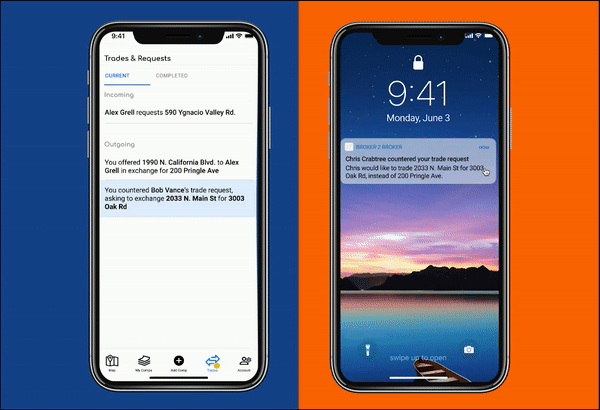 9:41
Trades & Requests
CURRENT COMPLETED
Incoming
Alex Grell requests 590 Ygnacio Valley Rd.
Outgoing
You offered 1990 N. California Blvd. to Alex
Grell in exchange for 200 Pringle Ave
You countered Bob Vance's trade request,
asking to exchange 2033 N. Main St for 3003
Oak Rd
Map My Comps Add Comp Trades Account
9:41
Monday, June 3
BROKER 2 BROKER now
Chris Crabtree countered your trade request
Chris would like to trade 2033 N. Main St for 3003
Oak Rd, instead of 200 Pringle Ave.
swipe up to open